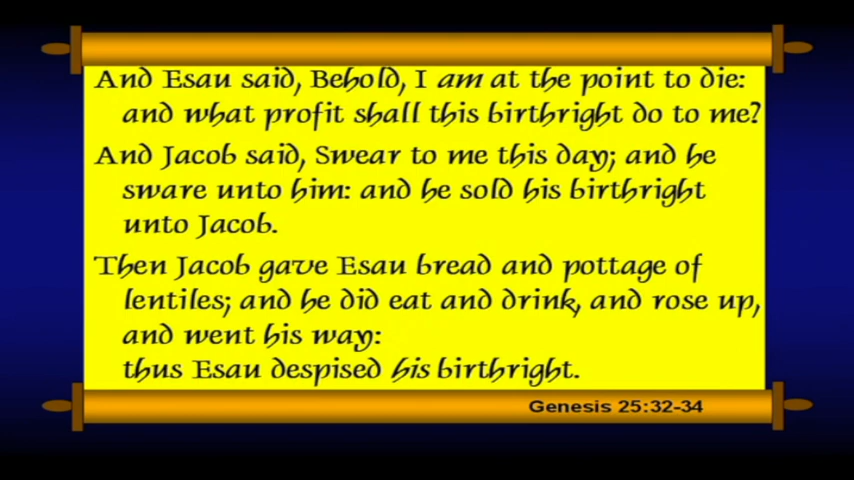 And Esau said, Behold, I am at the point to die:
and what profit shall this birthright do to me?
And Jacob said, Swear to me this day; and he
sware unto him: and he sold his birthright
unto Jacob.
Then Jacob gave Esau bread and pottage of
lentiles; and he did eat and drink, and rose up,
and went his way:
thus Esau despised his birthright.
Genesis 25:32-34